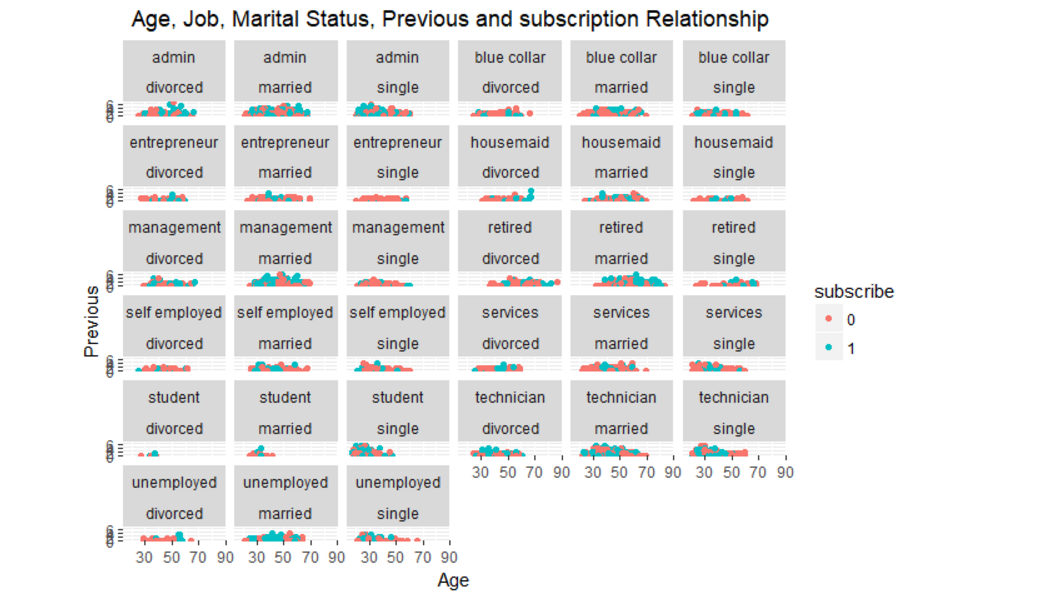 Age, Job, Marital Status, Previous and subscription Relationship
admin admin admin blue collar blue collar blue collar
divorced married single divorced married single
entrepreneur entrepreneur entrepreneur housemaid housemaid housemaid
divorced married single divorced married single
management management management retired retired retired
divorced married single divorced married single
self employed self employed self employed services services services
divorced married single divorced married single
student student student technician technician technician
divorced married single divorced married single
30 50 70 90 30 50 70 90 30 50 70 90
unemployed unemployed unemployed
divorced married single
30 50 70 90 30 50 70 90 30 50 70 90
Age
Previous
subscribe
0
1